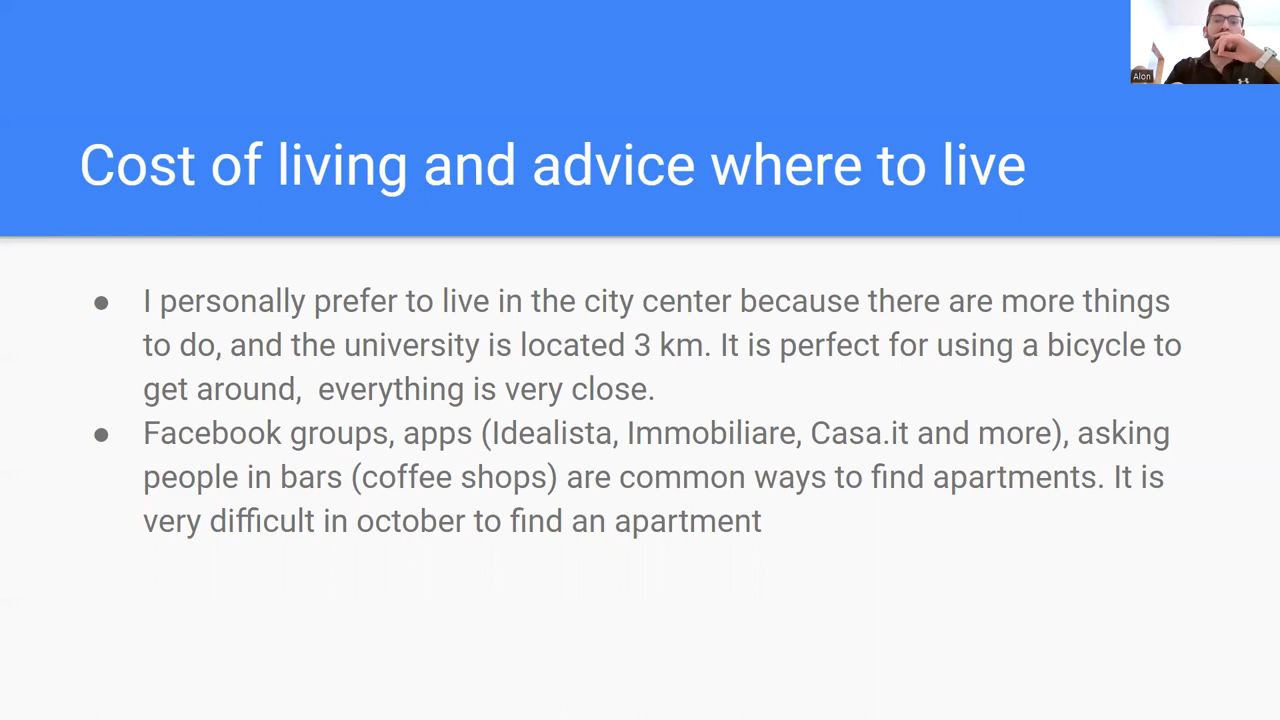 Alon
Cost of living and advice where to live
● I personally prefer to live in the city center because there are more things
to do, and the university is located 3 km. It is perfect for using a bicycle to
get around,  everything is very close.
● Facebook groups, apps (Idealista, Immobiliare, Casa.it and more), asking
people in bars (coffee shops) are common ways to find apartments. It is
very difficult in october to find an apartment